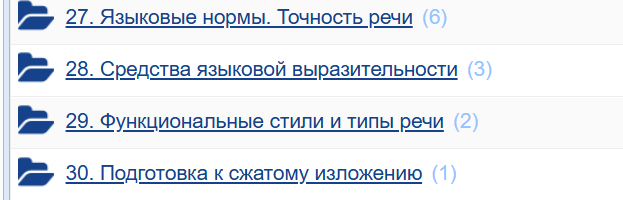 27. Языковые нормы. Точность речи (6)
28. Средства языковой выразительности (3)
29. Функциональные стили и типы речи (2)
30. Подготовка к сжатому изложению (1)